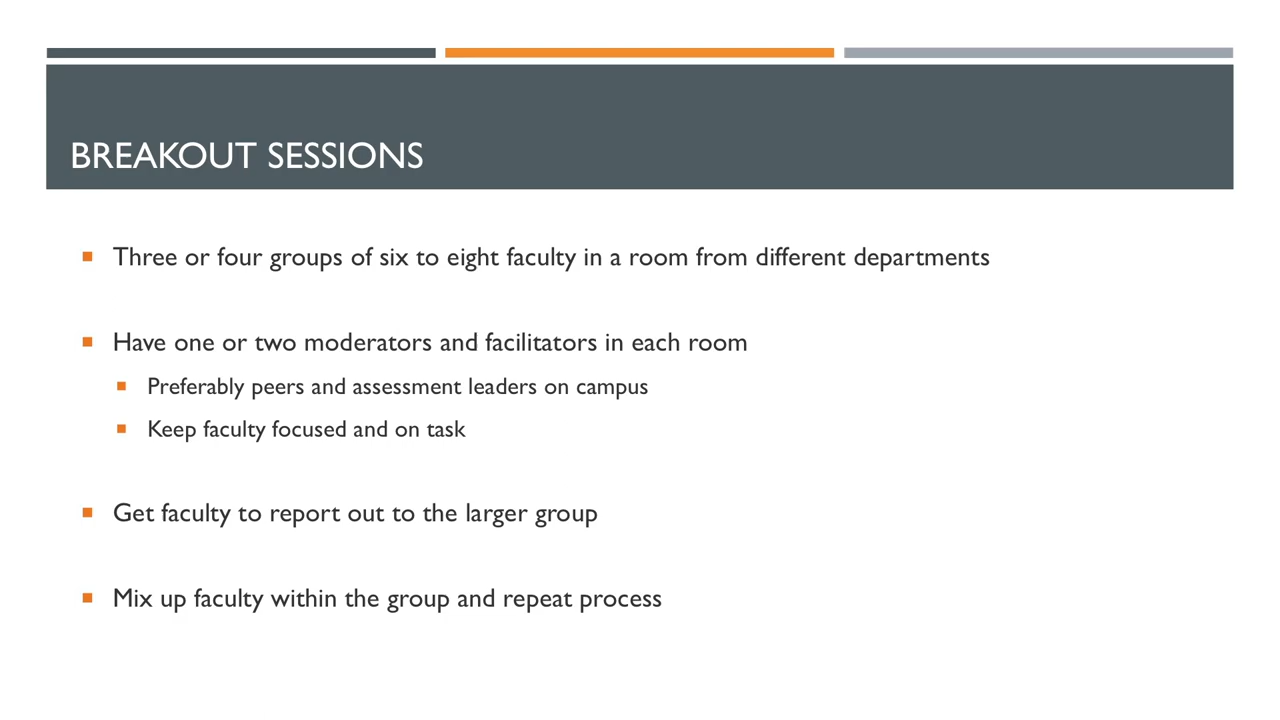 BREAKOUT SESSIONS
Three or four groups of six to eight faculty in a room from different departments
Have one or two moderators and facilitators in each room
Preferably peers and assessment leaders on campus
Keep faculty focused and on task
Get faculty to report out to the larger group
Mix up faculty within the group and repeat process